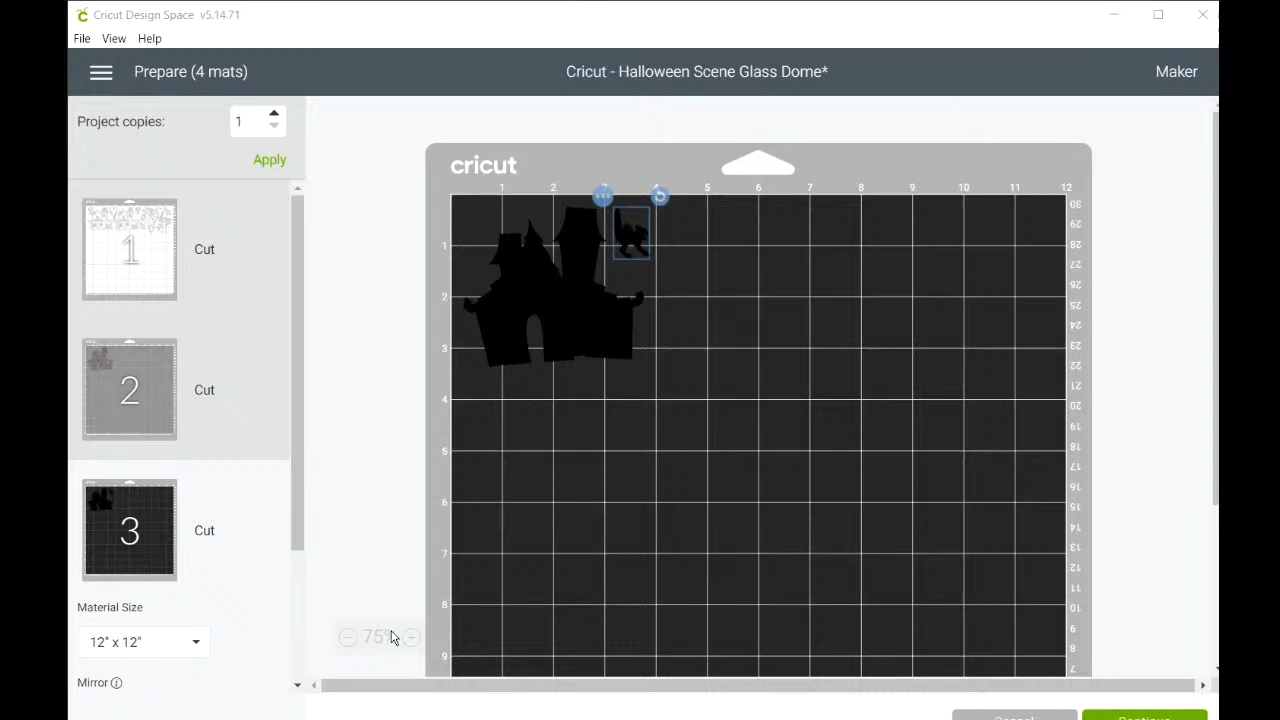 Cricut Design Space v5.14.71
File View Help
Prepare (4 mats)
Cricut - Halloween Scene Glass Dome*
Maker
Project copies:
1
Apply
1
Cut
2
Cut
3
Cut
Material Size
12" x 12"
Mirror
cricut
1 2 3 4 5 6 7 8 9 10 11 12
1
2
3
4
5
6
7
8
9
30
29
28
27
26
25
24
23
22
21
20
19
18
17
16
15
14
13
12
11
10
9
8
7
75%
Cancel
Continue